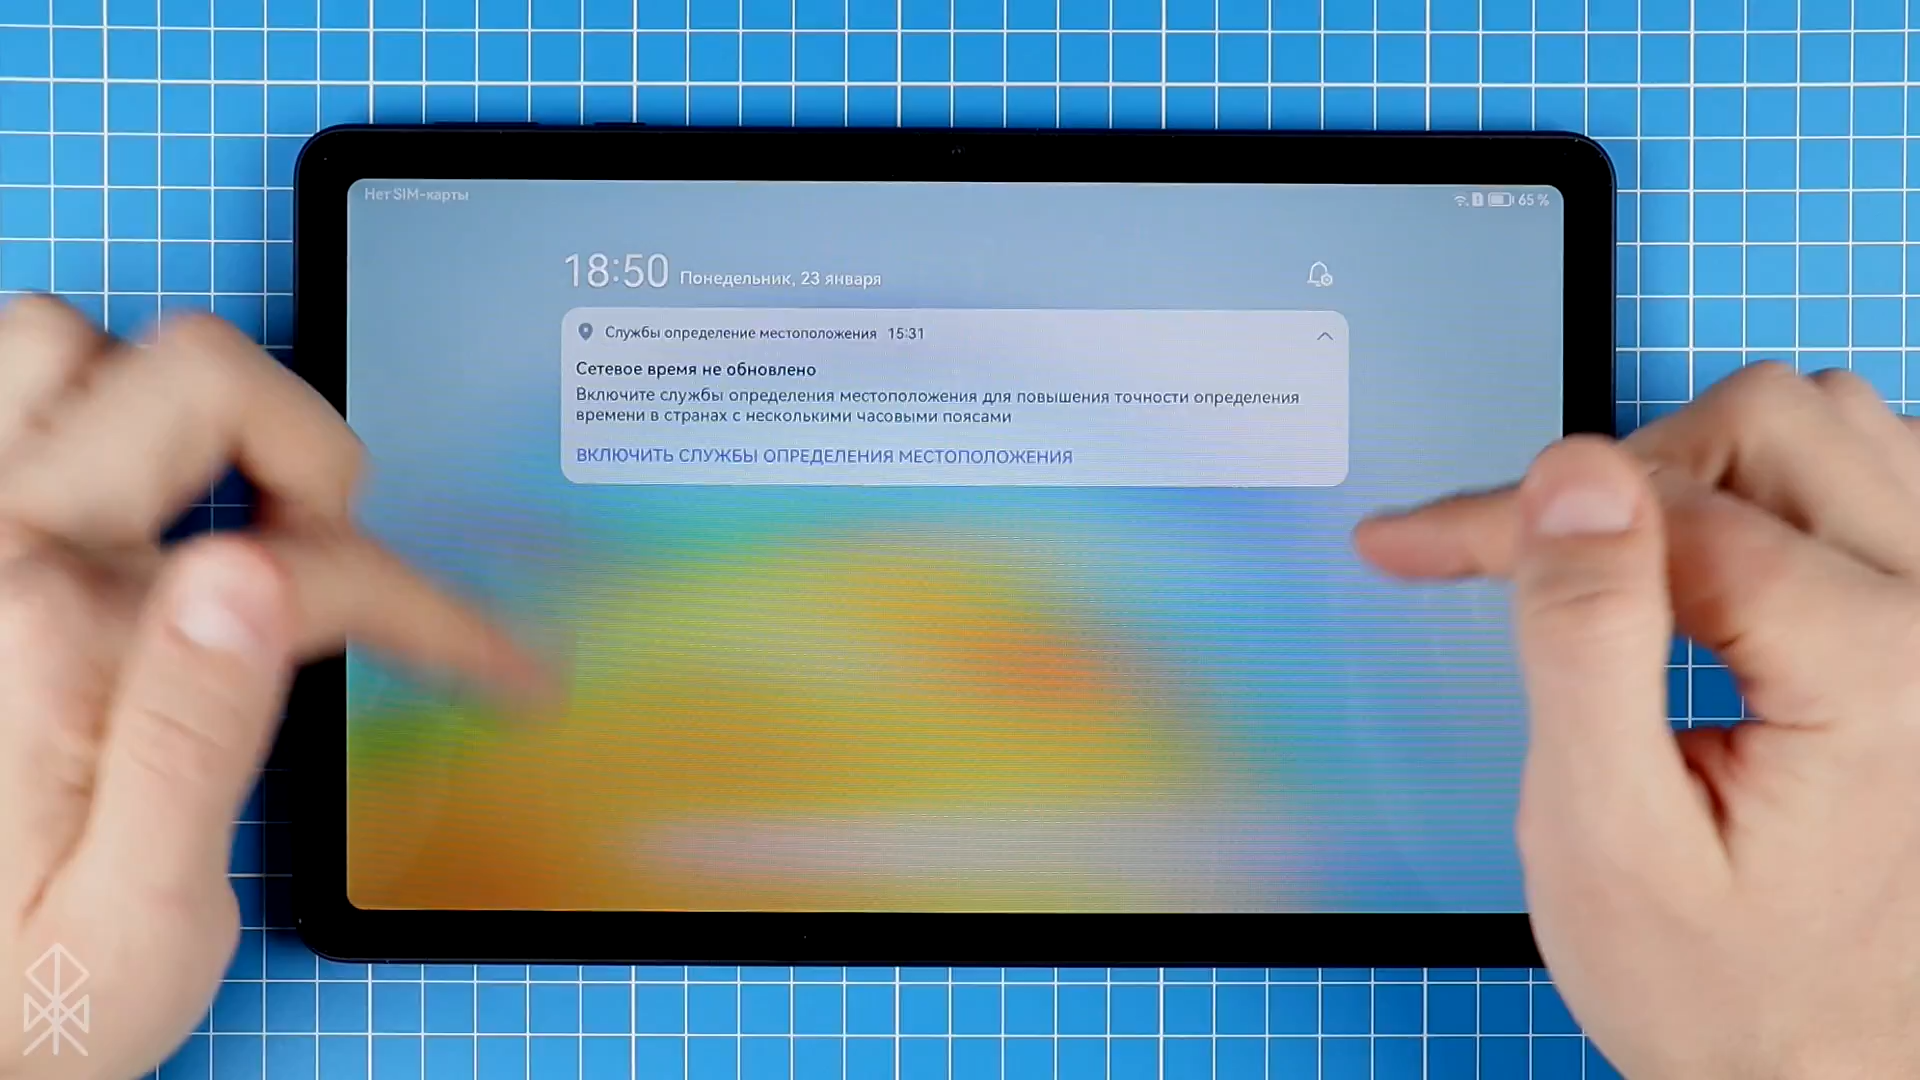 Нет SIM-карты
65 %
18:50 Понедельник, 23 января
Службы определение местоположения 15:31
Сетевое время не обновлено
Включите службы определения местоположения для повышения точности определения
времени в странах с несколькими часовыми поясами
ВКЛЮЧИТЬ СЛУЖБЫ ОПРЕДЕЛЕНИЯ МЕСТОПОЛОЖЕНИЯ